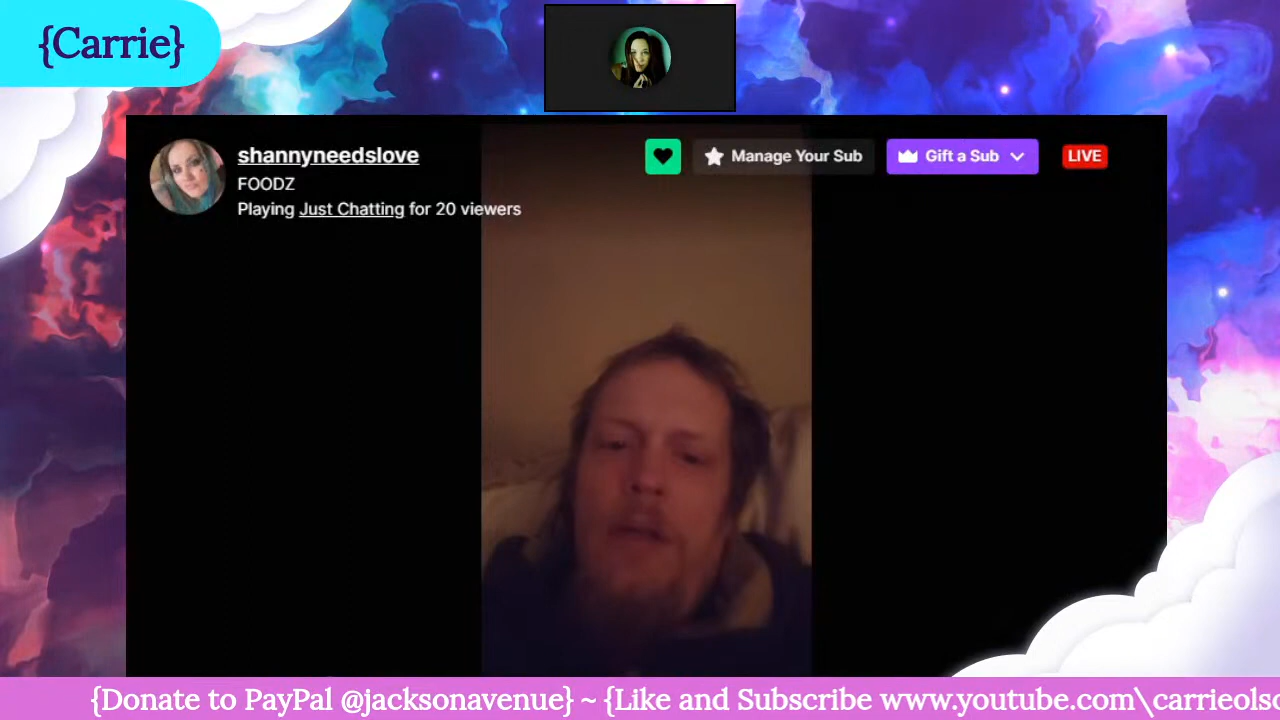 {Carrie}
shannyneedslove
FOODZ
Playing Just Chatting for 20 viewers
Manage Your Sub
Gift a Sub
LIVE
{Donate to PayPal @jacksonavenue} ~ {Like and Subscribe www.youtube.com\carrieolso